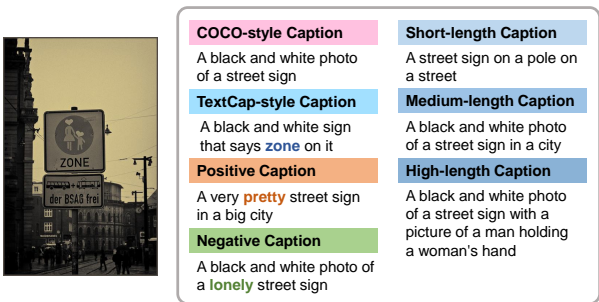 ZONE
der BSAG frei
COCO-style Caption
A black and white photo
of a street sign
TextCap-style Caption
A black and white sign
that says zone on it
Positive Caption
A very pretty street sign
in a big city
Negative Caption
A black and white photo of
a lonely street sign
Short-length Caption
A street sign on a pole on
a street
Medium-length Caption
A black and white photo
of a street sign in a city
High-length Caption
A black and white photo
of a street sign with a
picture of a man holding
a woman's hand